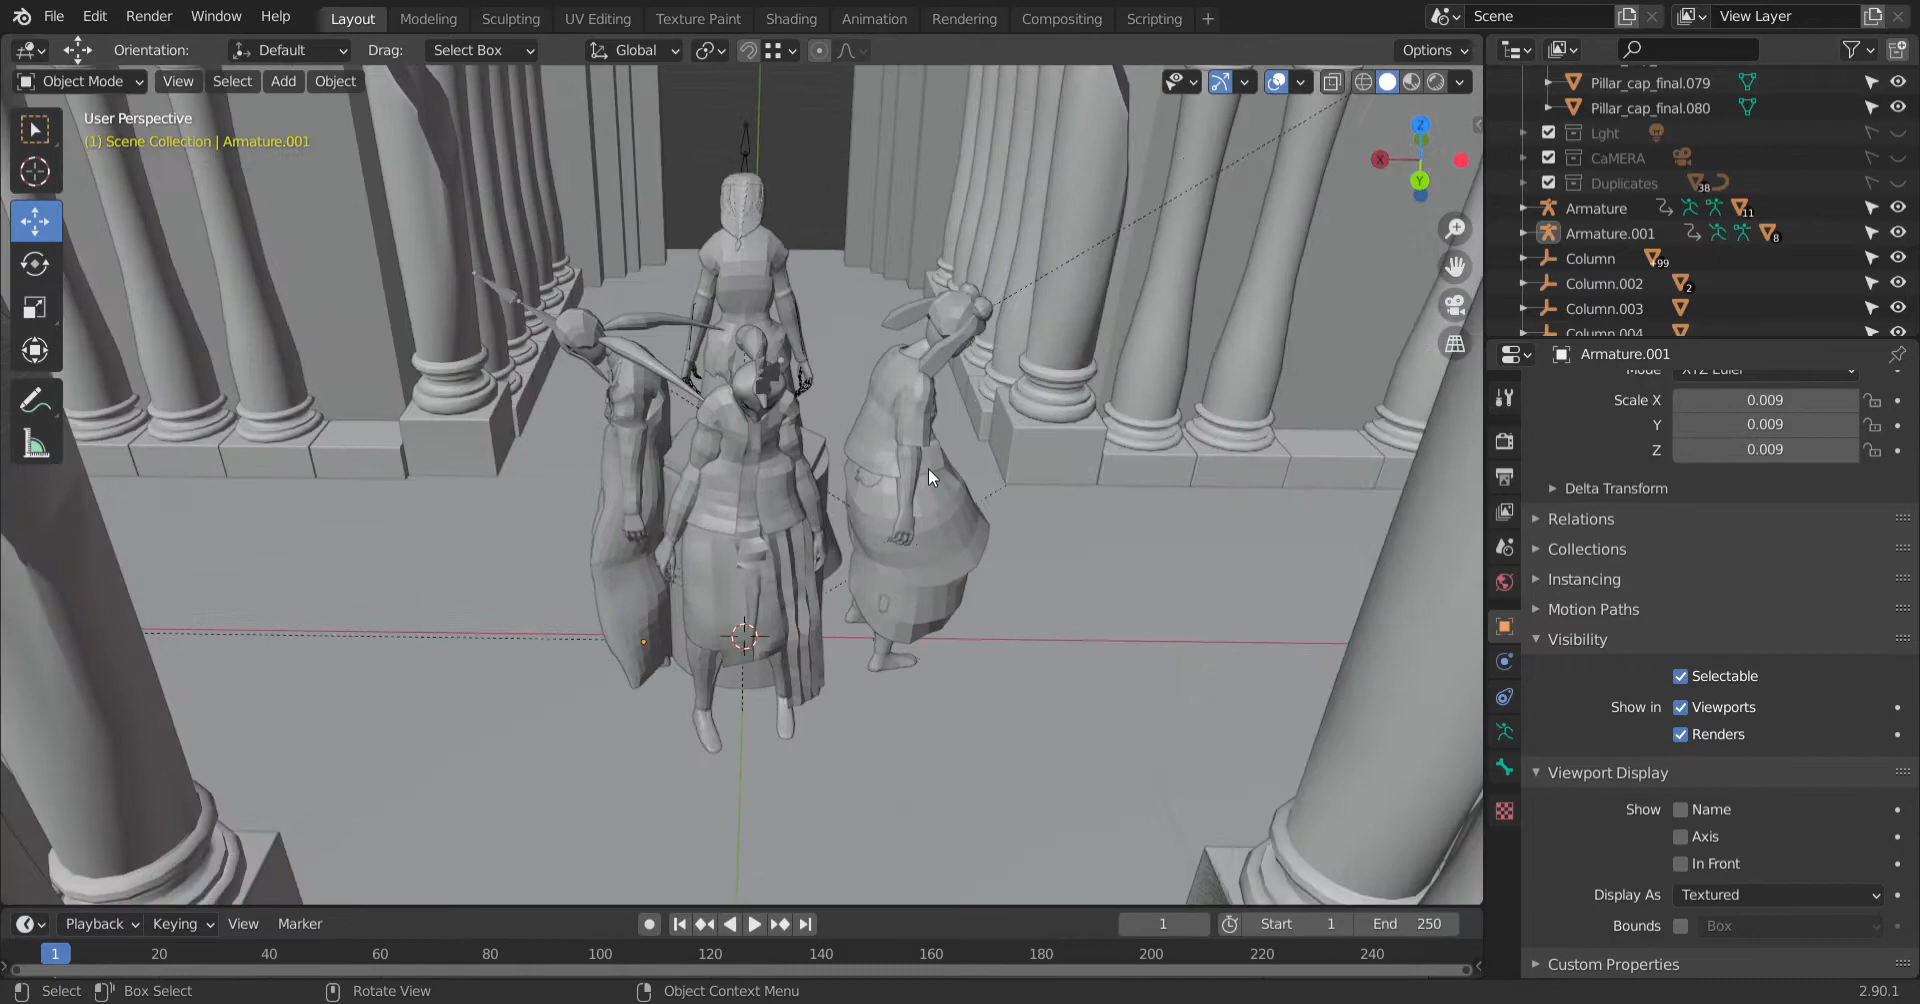 File Edit Render Window Help Layout Modeling Sculpting UV Editing Texture Paint Shading Animation Rendering Compositing Scripting + Scene View Layer
Orientation: Default Drag: Select Box Global Options
Object Mode View Select Add Object
User Perspective
(1) Scene Collection | Armature.001
X
Y
Z
Pillar_cap_final.079
Pillar_cap_final.080
Lght
CaMERA
Duplicates 38
Armature 11
Armature.001 8
Column +99
Column.002 2
Column.003
Column.004
Armature.001
Mode XYZ Euler
Scale X 0.009
Y 0.009
Z 0.009
Delta Transform
Relations
Collections
Instancing
Motion Paths
Visibility
Selectable
Show in Viewports
Renders
Viewport Display
Show Name
Axis
In Front
Display As Textured
Bounds Box
Custom Properties
Playback Keying View Marker 1 Start 1 End 250
1 20 40 60 80 100 120 140 160 180 200 220 240
Select Box Select Rotate View Object Context Menu 2.90.1